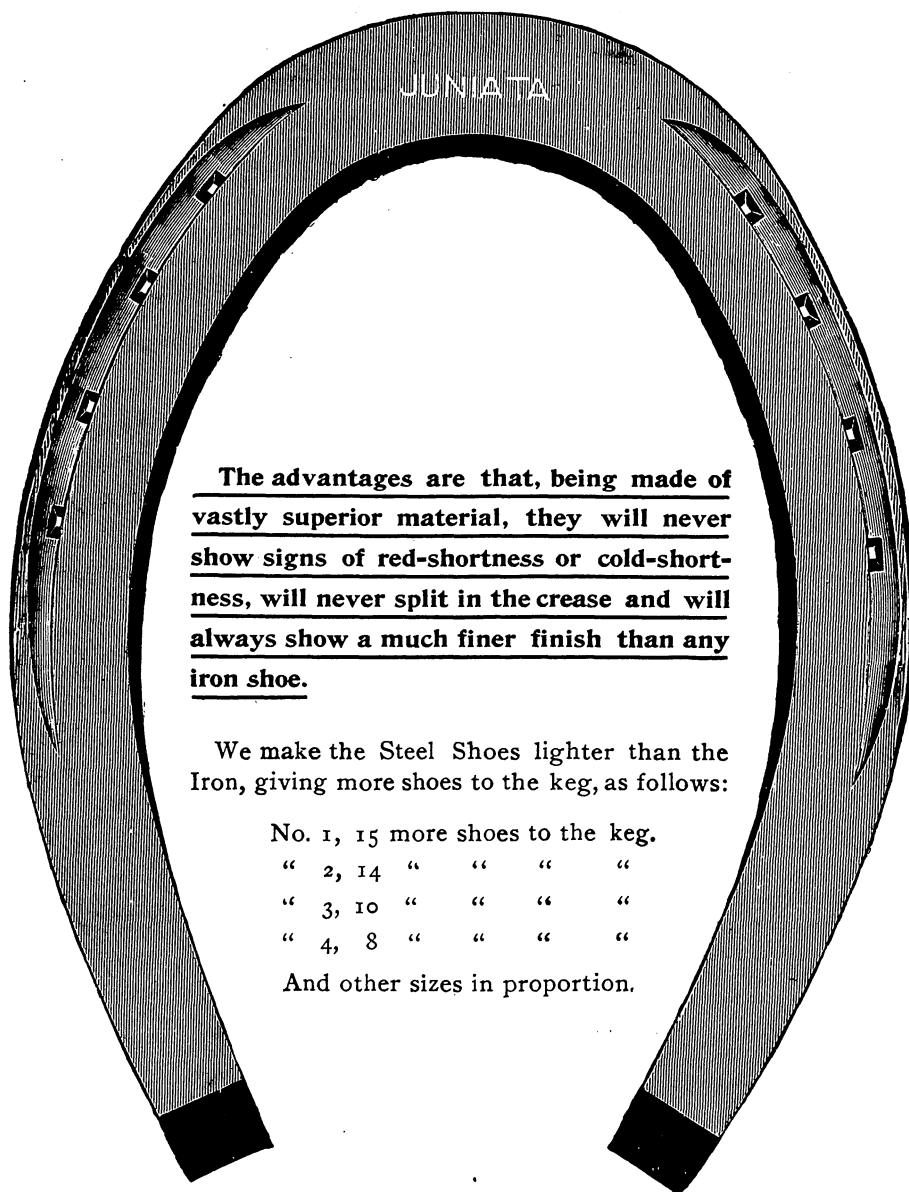 JUNIATA
The advantages are that, being made of
vastly superior material, they will never
show signs of red-shortness or cold-short-
ness, will never split in the crease and will
always show a much finer finish than any
iron shoe.
We make the Steel Shoes lighter than the
Iron, giving more shoes to the keg, as follows:
No. 1, 15 more shoes to the keg.
“ 2, 14 “ “ “ “
“ 3, 10 “ “ “ “
“ 4, 8 “ “ “ “
And other sizes in proportion.